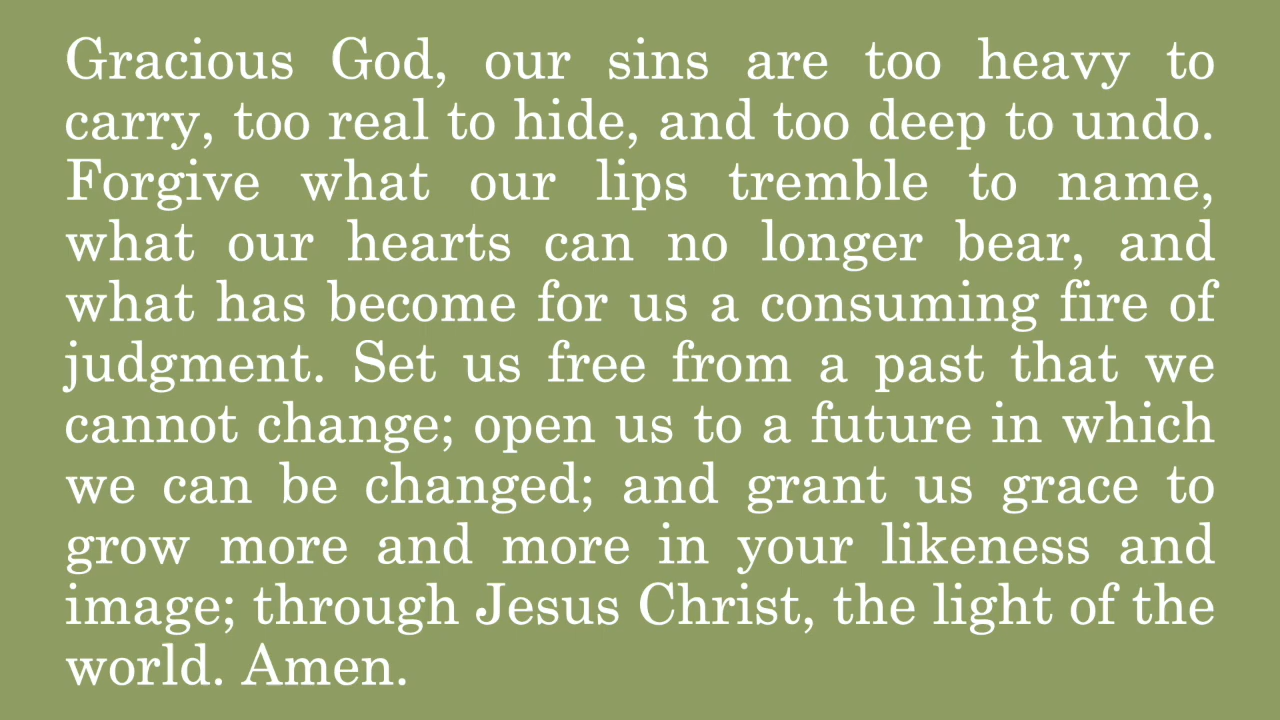 Gracious God, our sins are too heavy to
carry, too real to hide, and too deep to undo.
Forgive what our lips tremble to name,
what our hearts can no longer bear, and
what has become for us a consuming fire of
judgment. Set us free from a past that we
cannot change; open us to a future in which
we can be changed; and grant us grace to
grow more and more in your likeness and
image; through Jesus Christ, the light of the
world. Amen.